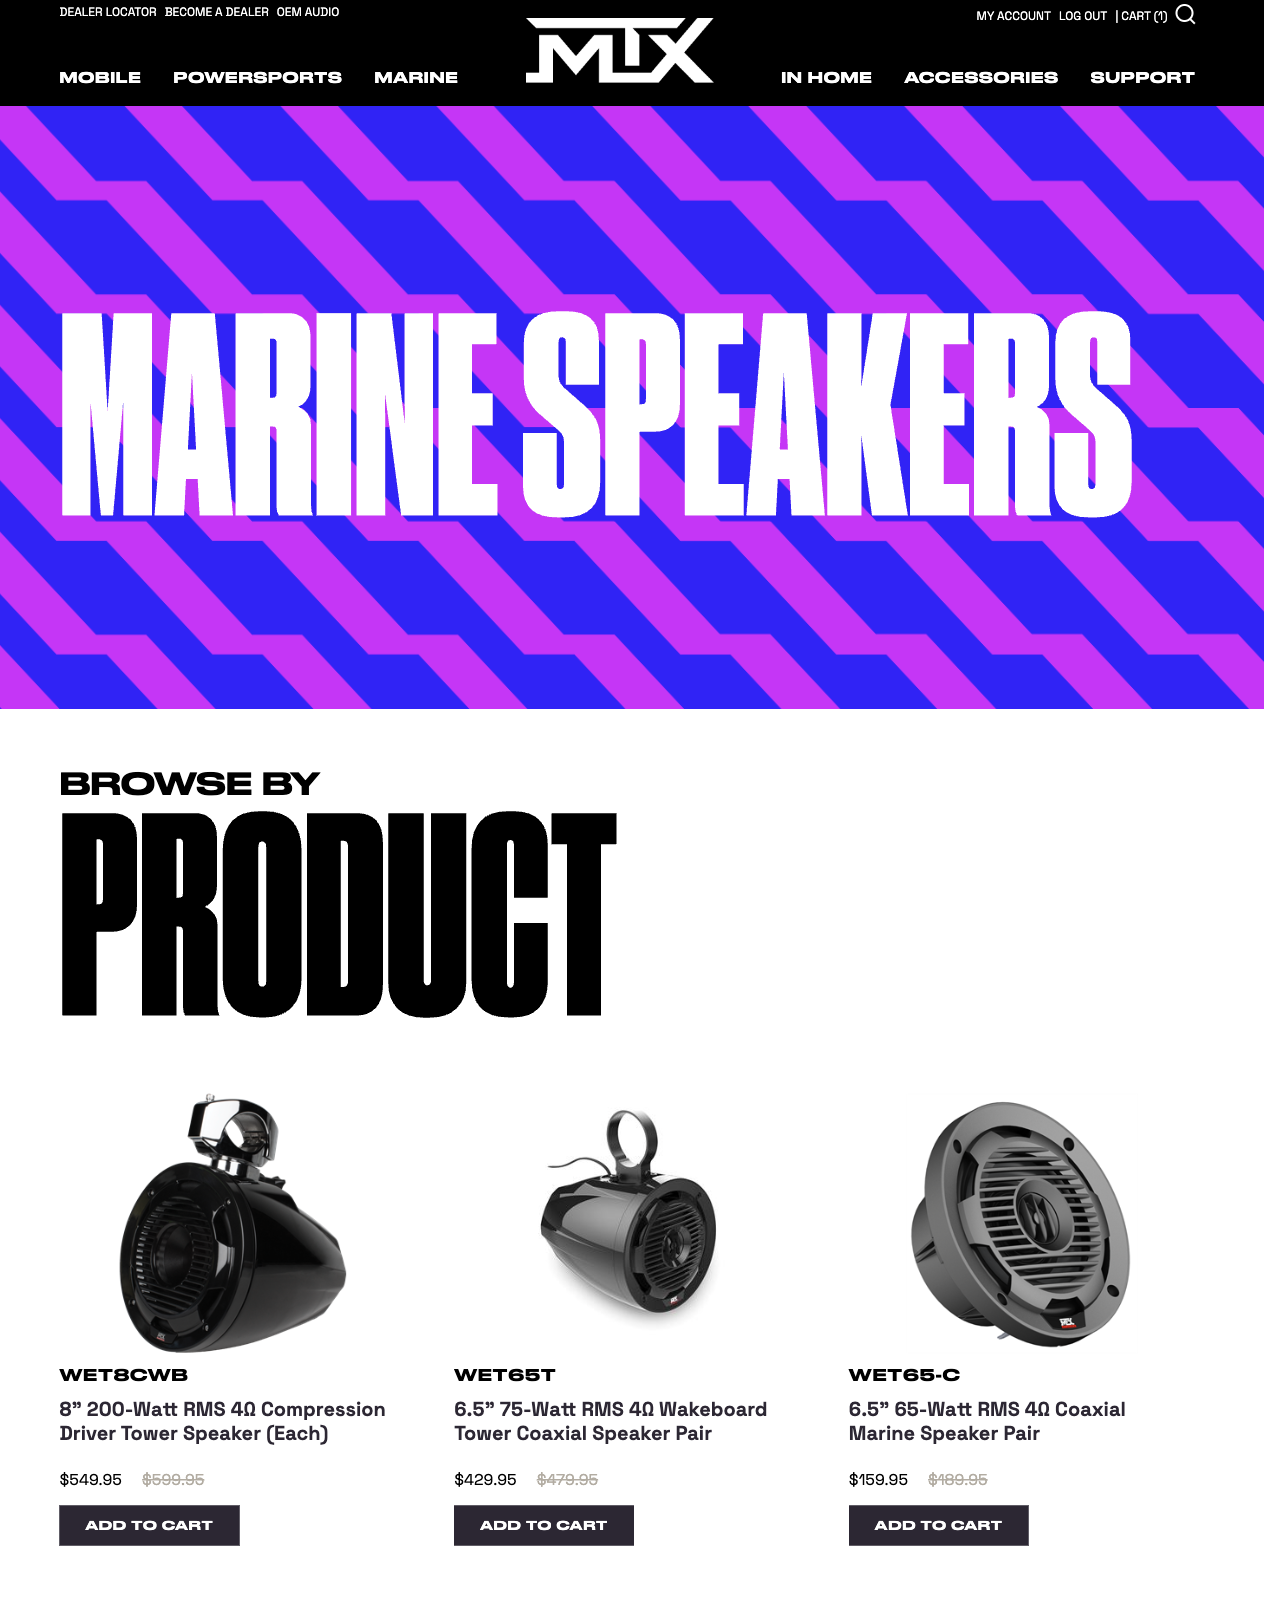 DEALER LOCATOR BECOME A DEALER OEM AUDIO
MY ACCOUNT LOG OUT | CART (1)
MTX
MOBILE POWERSPORTS MARINE
IN HOME ACCESSORIES SUPPORT
MARINE SPEAKERS
BROWSE BY
PRODUCT
WET8CWB
8" 200-Watt RMS 4Ω Compression
Driver Tower Speaker (Each)
$549.95 $599.95
ADD TO CART
WET65T
6.5" 75-Watt RMS 4Ω Wakeboard
Tower Coaxial Speaker Pair
$429.95 $479.95
ADD TO CART
MTX
WET65-C
6.5" 65-Watt RMS 4Ω Coaxial
Marine Speaker Pair
$159.95 $189.95
ADD TO CART